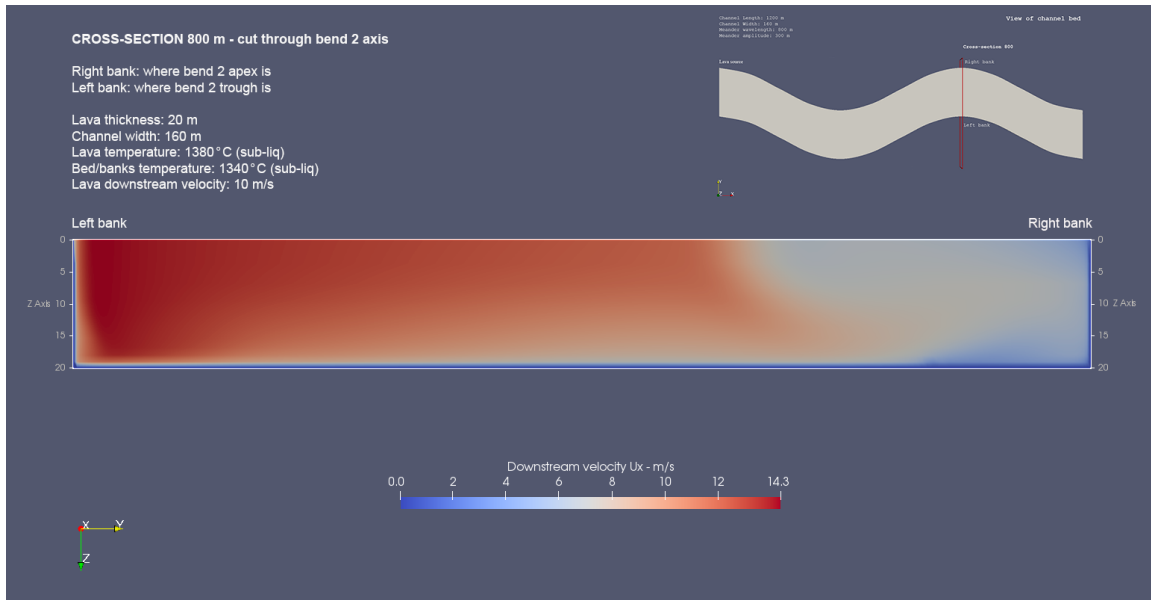 CROSS-SECTION 800 m - cut through bend 2 axis
Right bank: where bend 2 apex is
Left bank: where bend 2 trough is
Lava thickness: 20 m
Channel width: 160 m
Lava temperature: 1380°C (sub-liq)
Bed/banks temperature: 1340°C (sub-liq)
Lava downstream velocity: 10 m/s
Channel Length: 1200 m
Channel Width: 160 m
Meander wavelength: 800 m
Meander amplitude: 300 m
View of channel bed
Cross-section 800
Lava source
Right bank
Left bank
Left bank
Right bank
0
5
Z Axis 10
15
20
0
5
10 Z Axis
15
20
Downstream velocity Ux - m/s
0.0 2 4 6 8 10 12 14.3
X Y
Z